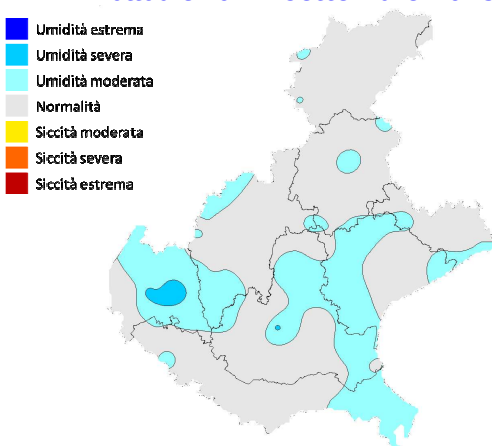 Umidità estrema
Umidità severa
Umidità moderata
Normalità
Siccità moderata
Siccità severa
Siccità estrema